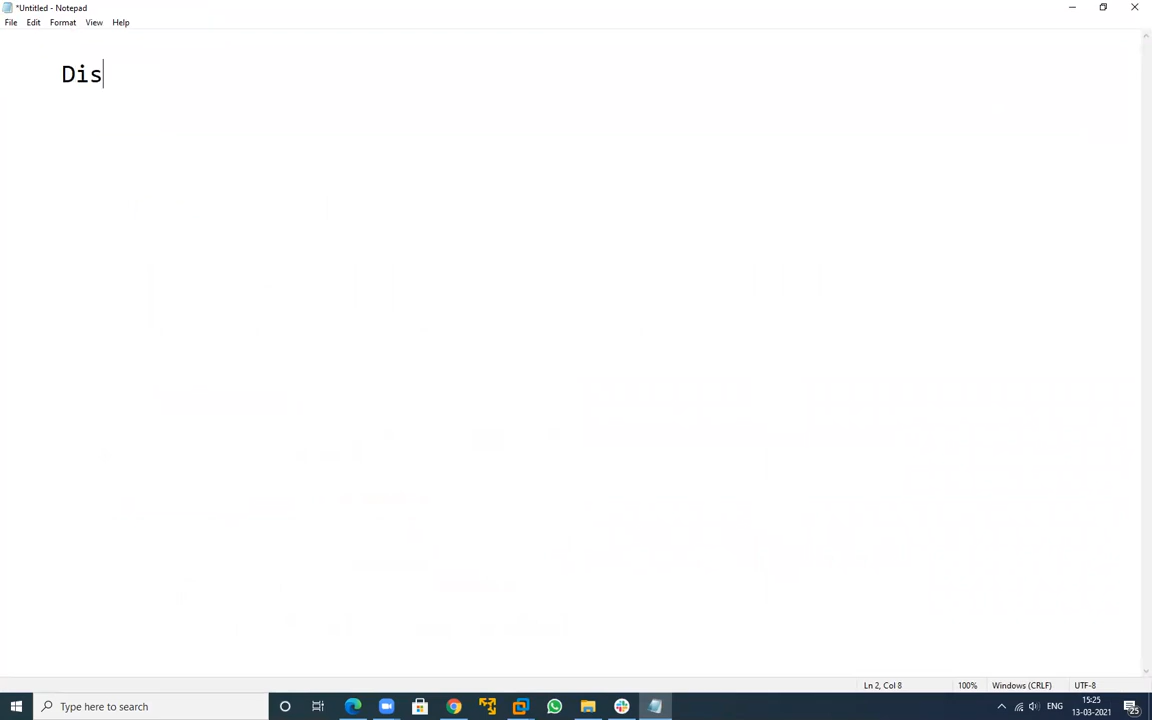 *Untitled - Notepad
File Edit Format View Help
Dis
Ln 2, Col 8 100% Windows (CRLF) UTF-8
Type here to search
ENG
15:25
13-03-2021
25